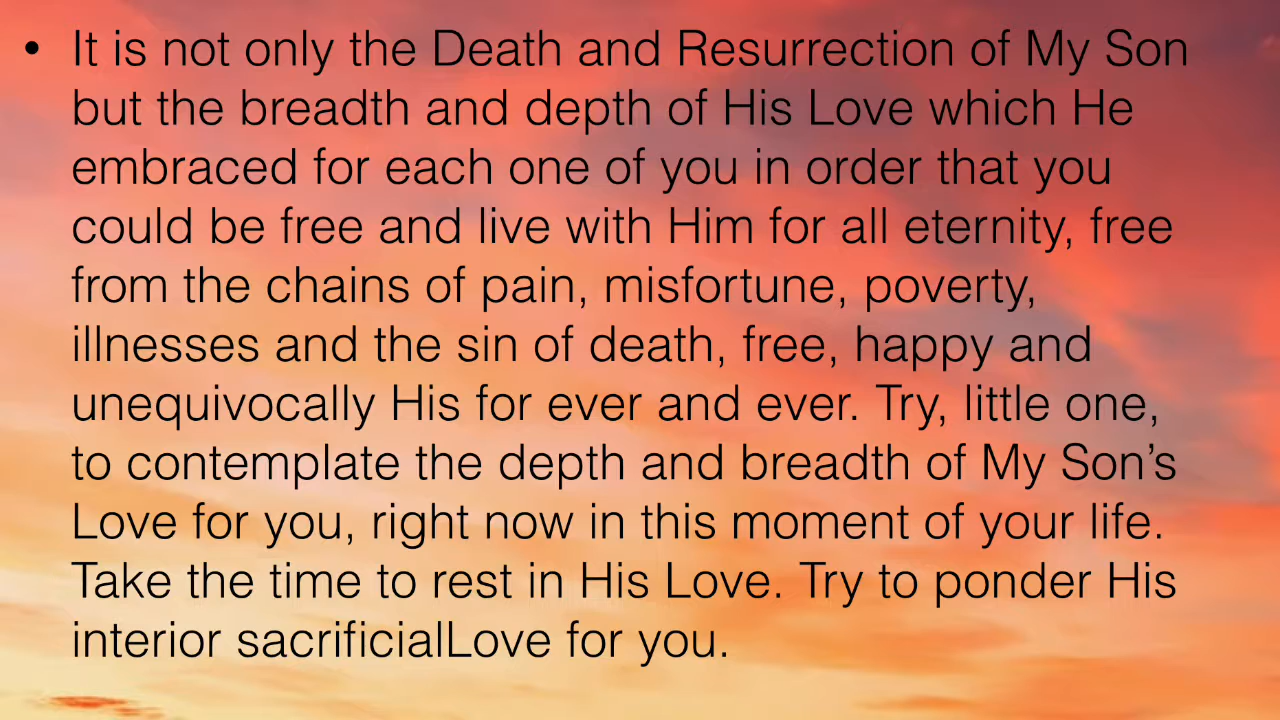 • It is not only the Death and Resurrection of My Son
but the breadth and depth of His Love which He
embraced for each one of you in order that you
could be free and live with Him for all eternity, free
from the chains of pain, misfortune, poverty,
illnesses and the sin of death, free, happy and
unequivocally His for ever and ever. Try, little one,
to contemplate the depth and breadth of My Son’s
Love for you, right now in this moment of your life.
Take the time to rest in His Love. Try to ponder His
interior sacrificialLove for you.